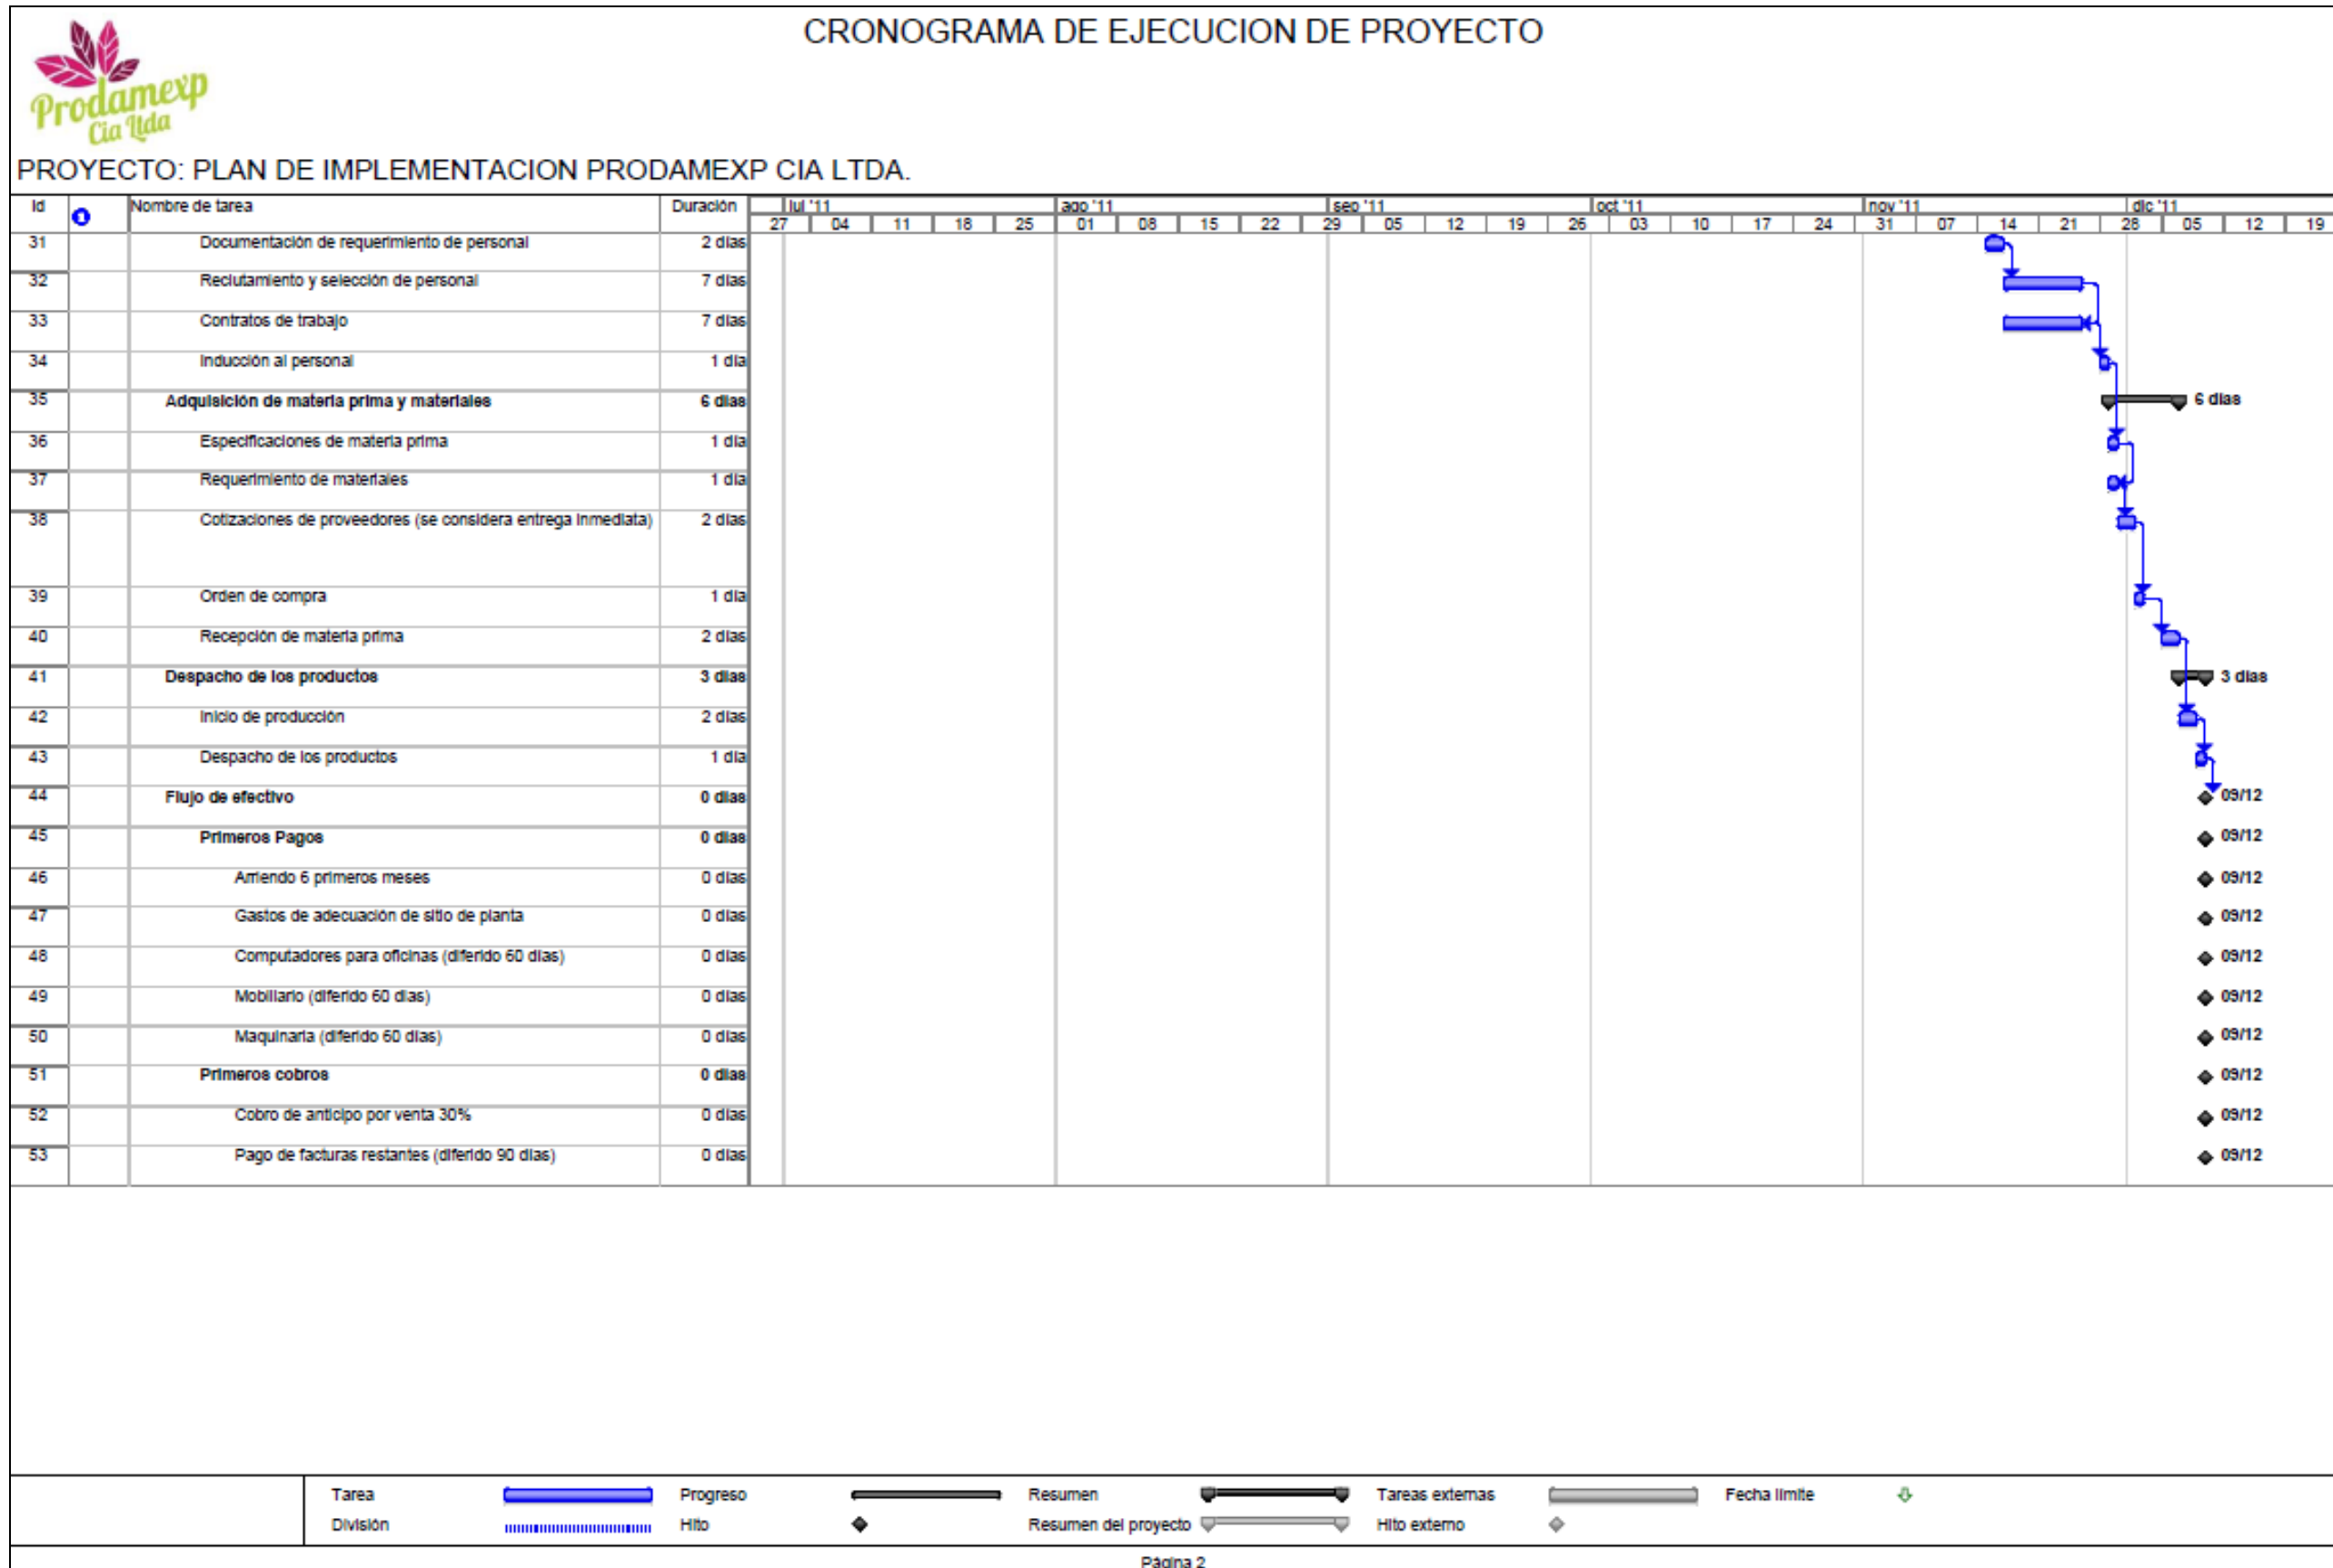 CRONOGRAMA DE EJECUCION DE PROYECTO
Prodamexp
Cia Ltda
PROYECTO: PLAN DE IMPLEMENTACION PRODAMEXP CIA LTDA.
Id Nombre de tarea Duración jul '11 ago '11 sep '11 oct '11 nov '11 dic '11
27 04 11 18 25 01 08 15 22 29 05 12 19 26 03 10 17 24 31 07 14 21 28 05 12 19
31 Documentación de requerimiento de personal 2 días
32 Reclutamiento y selección de personal 7 días
33 Contratos de trabajo 7 días
34 Inducción al personal 1 día
35 Adquisición de materia prima y materiales 6 días 6 días
36 Especificaciones de materia prima 1 día
37 Requerimiento de materiales 1 día
38 Cotizaciones de proveedores (se considera entrega inmediata) 2 días
39 Orden de compra 1 día
40 Recepción de materia prima 2 días
41 Despacho de los productos 3 días 3 días
42 Inicio de producción 2 días
43 Despacho de los productos 1 día
44 Flujo de efectivo 0 días 09/12
45 Primeros Pagos 0 días 09/12
46 Arriendo 6 primeros meses 0 días 09/12
47 Gastos de adecuación de sitio de planta 0 días 09/12
48 Computadores para oficinas (diferido 60 días) 0 días 09/12
49 Mobiliario (diferido 60 días) 0 días 09/12
50 Maquinaria (diferido 60 días) 0 días 09/12
51 Primeros cobros 0 días 09/12
52 Cobro de anticipo por venta 30% 0 días 09/12
53 Pago de facturas restantes (diferido 90 días) 0 días 09/12
Tarea Progreso Resumen Tareas externas Fecha límite
División Hito Resumen del proyecto Hito externo
Página 2